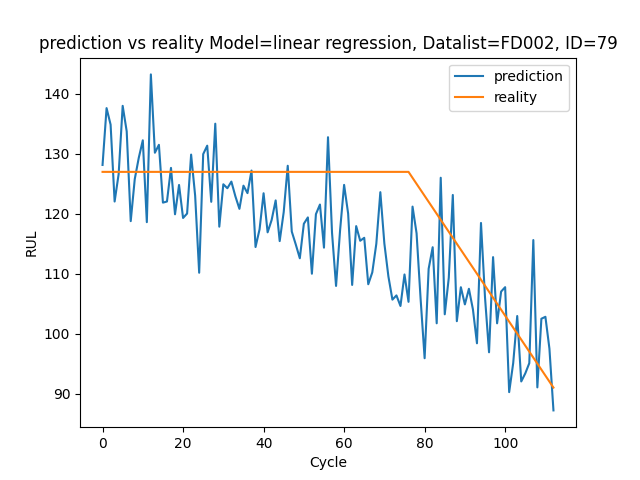 prediction vs reality Model=linear regression, Datalist=FD002, ID=79
prediction
reality
140
130
120
110
100
90
RUL
0 20 40 60 80 100
Cycle